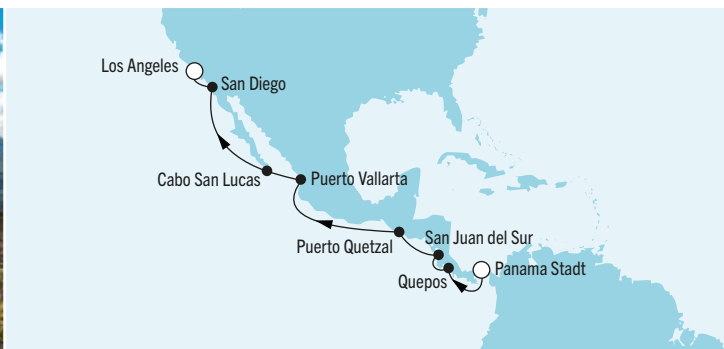 Los Angeles
San Diego
Cabo San Lucas
Puerto Vallarta
Puerto Quetzal
San Juan del Sur
Quepos
Panama Stadt